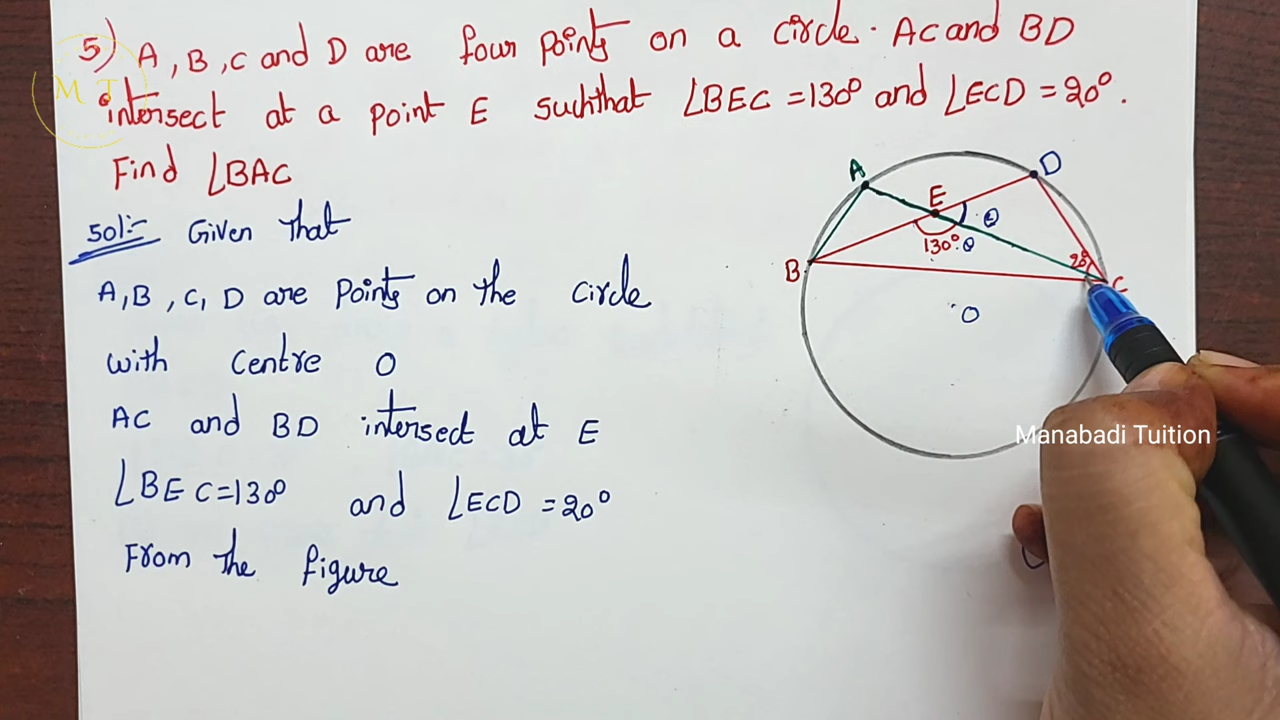 5) A, B, C and D are four points on a circle. AC and BD
intersect at a point E suchthat ∠BEC = 130° and ∠ECD = 20°.
Find ∠BAC
Sol:- Given that
A, B, C, D are points on the circle
with centre O
AC and BD intersect at E
∠BEC = 130° and ∠ECD = 20°
From the figure
A
D
E
θ
130° θ
20°
B
C
O
Manabadi Tuition
M T